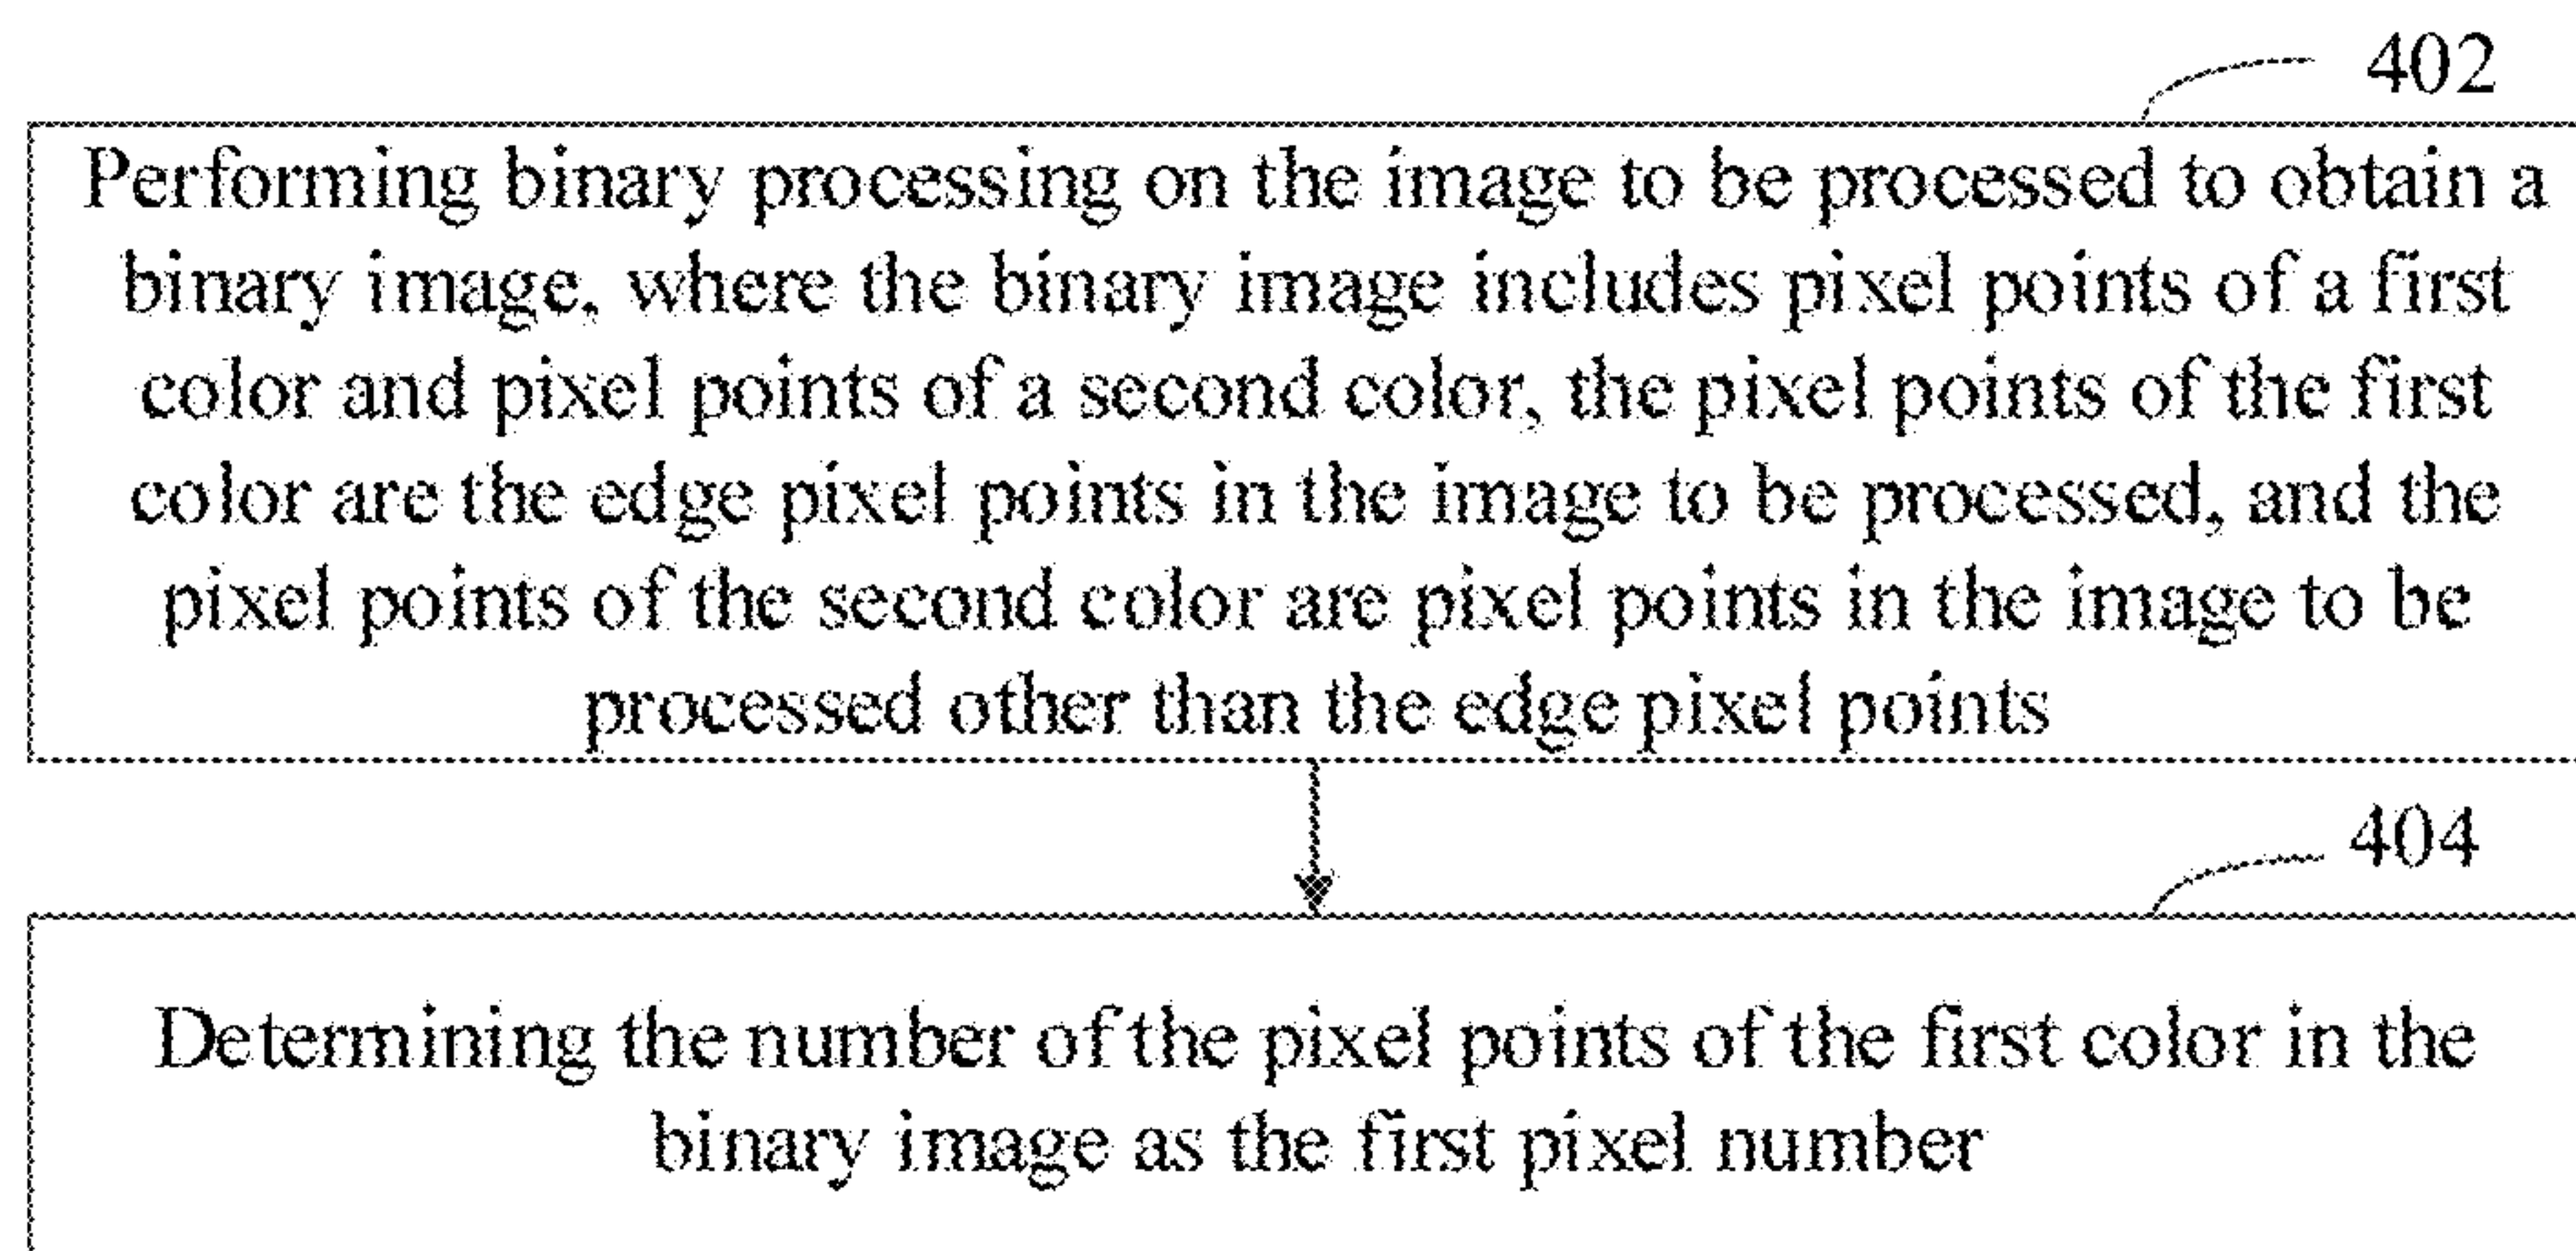 402
Performing binary processing on the image to be processed to obtain a
binary image, where the binary image includes pixel points of a first
color and pixel points of a second color, the pixel points of the first
color are the edge pixel points in the image to be processed, and the
pixel points of the second color are pixel points in the image to be
processed other than the edge pixel points
404
Determining the number of the pixel points of the first color in the
binary image as the first pixel number